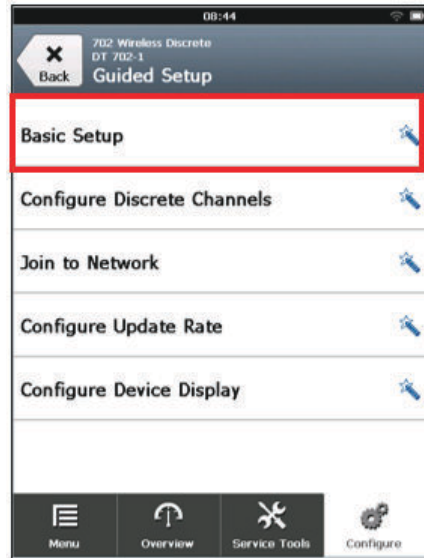 08:44
702 Wireless Discrete
DT 702-1
Back
Guided Setup
Basic Setup
Configure Discrete Channels
Join to Network
Configure Update Rate
Configure Device Display
Menu
Overview
Service Tools
Configure